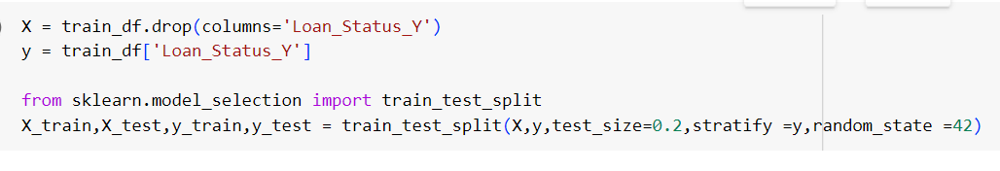 X = train_df.drop(columns='Loan_Status_Y')
y = train_df['Loan_Status_Y']
from sklearn.model_selection import train_test_split
X_train,X_test,y_train,y_test = train_test_split(X,y,test_size=0.2,stratify =y,random_state =42)